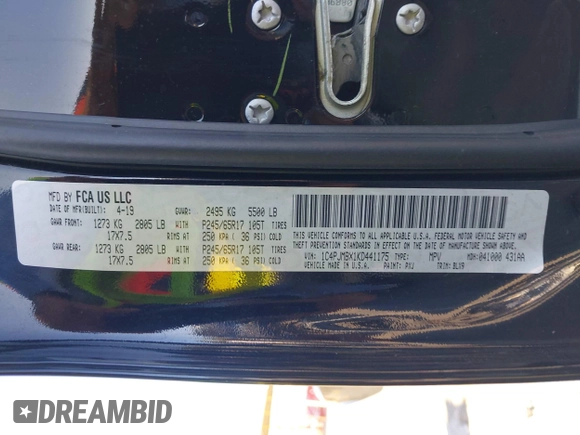 MFD BY FCA US LLC
DATE OF MFR(BUILT): 4-19 GVWR: 2495 KG 5500 LB
GAWR FRONT: 1273 KG 2805 LB P245/65R17 105T TIRES
17X7.5 RIMS AT 250 KPA ( 36 PSI) COLD
GAWR REAR: 1273 KG 2805 LB P245/65R17 105T TIRES
17X7.5 RIMS AT 250 KPA ( 36 PSI) COLD
THIS VEHICLE CONFORMS TO ALL APPLICABLE U.S.A. FEDERAL MOTOR VEHICLE SAFETY AND
THEFT PREVENTION STANDARDS IN EFFECT ON THE DATE OF MANUFACTURE SHOWN ABOVE.
VIN: 1C4PJMBX1KD441175 TYPE: MPV MDH:041000 431AA
VEHICLE MADE IN U.S.A. PAINT: PXJ TRIM: BLX9
DREAMBID